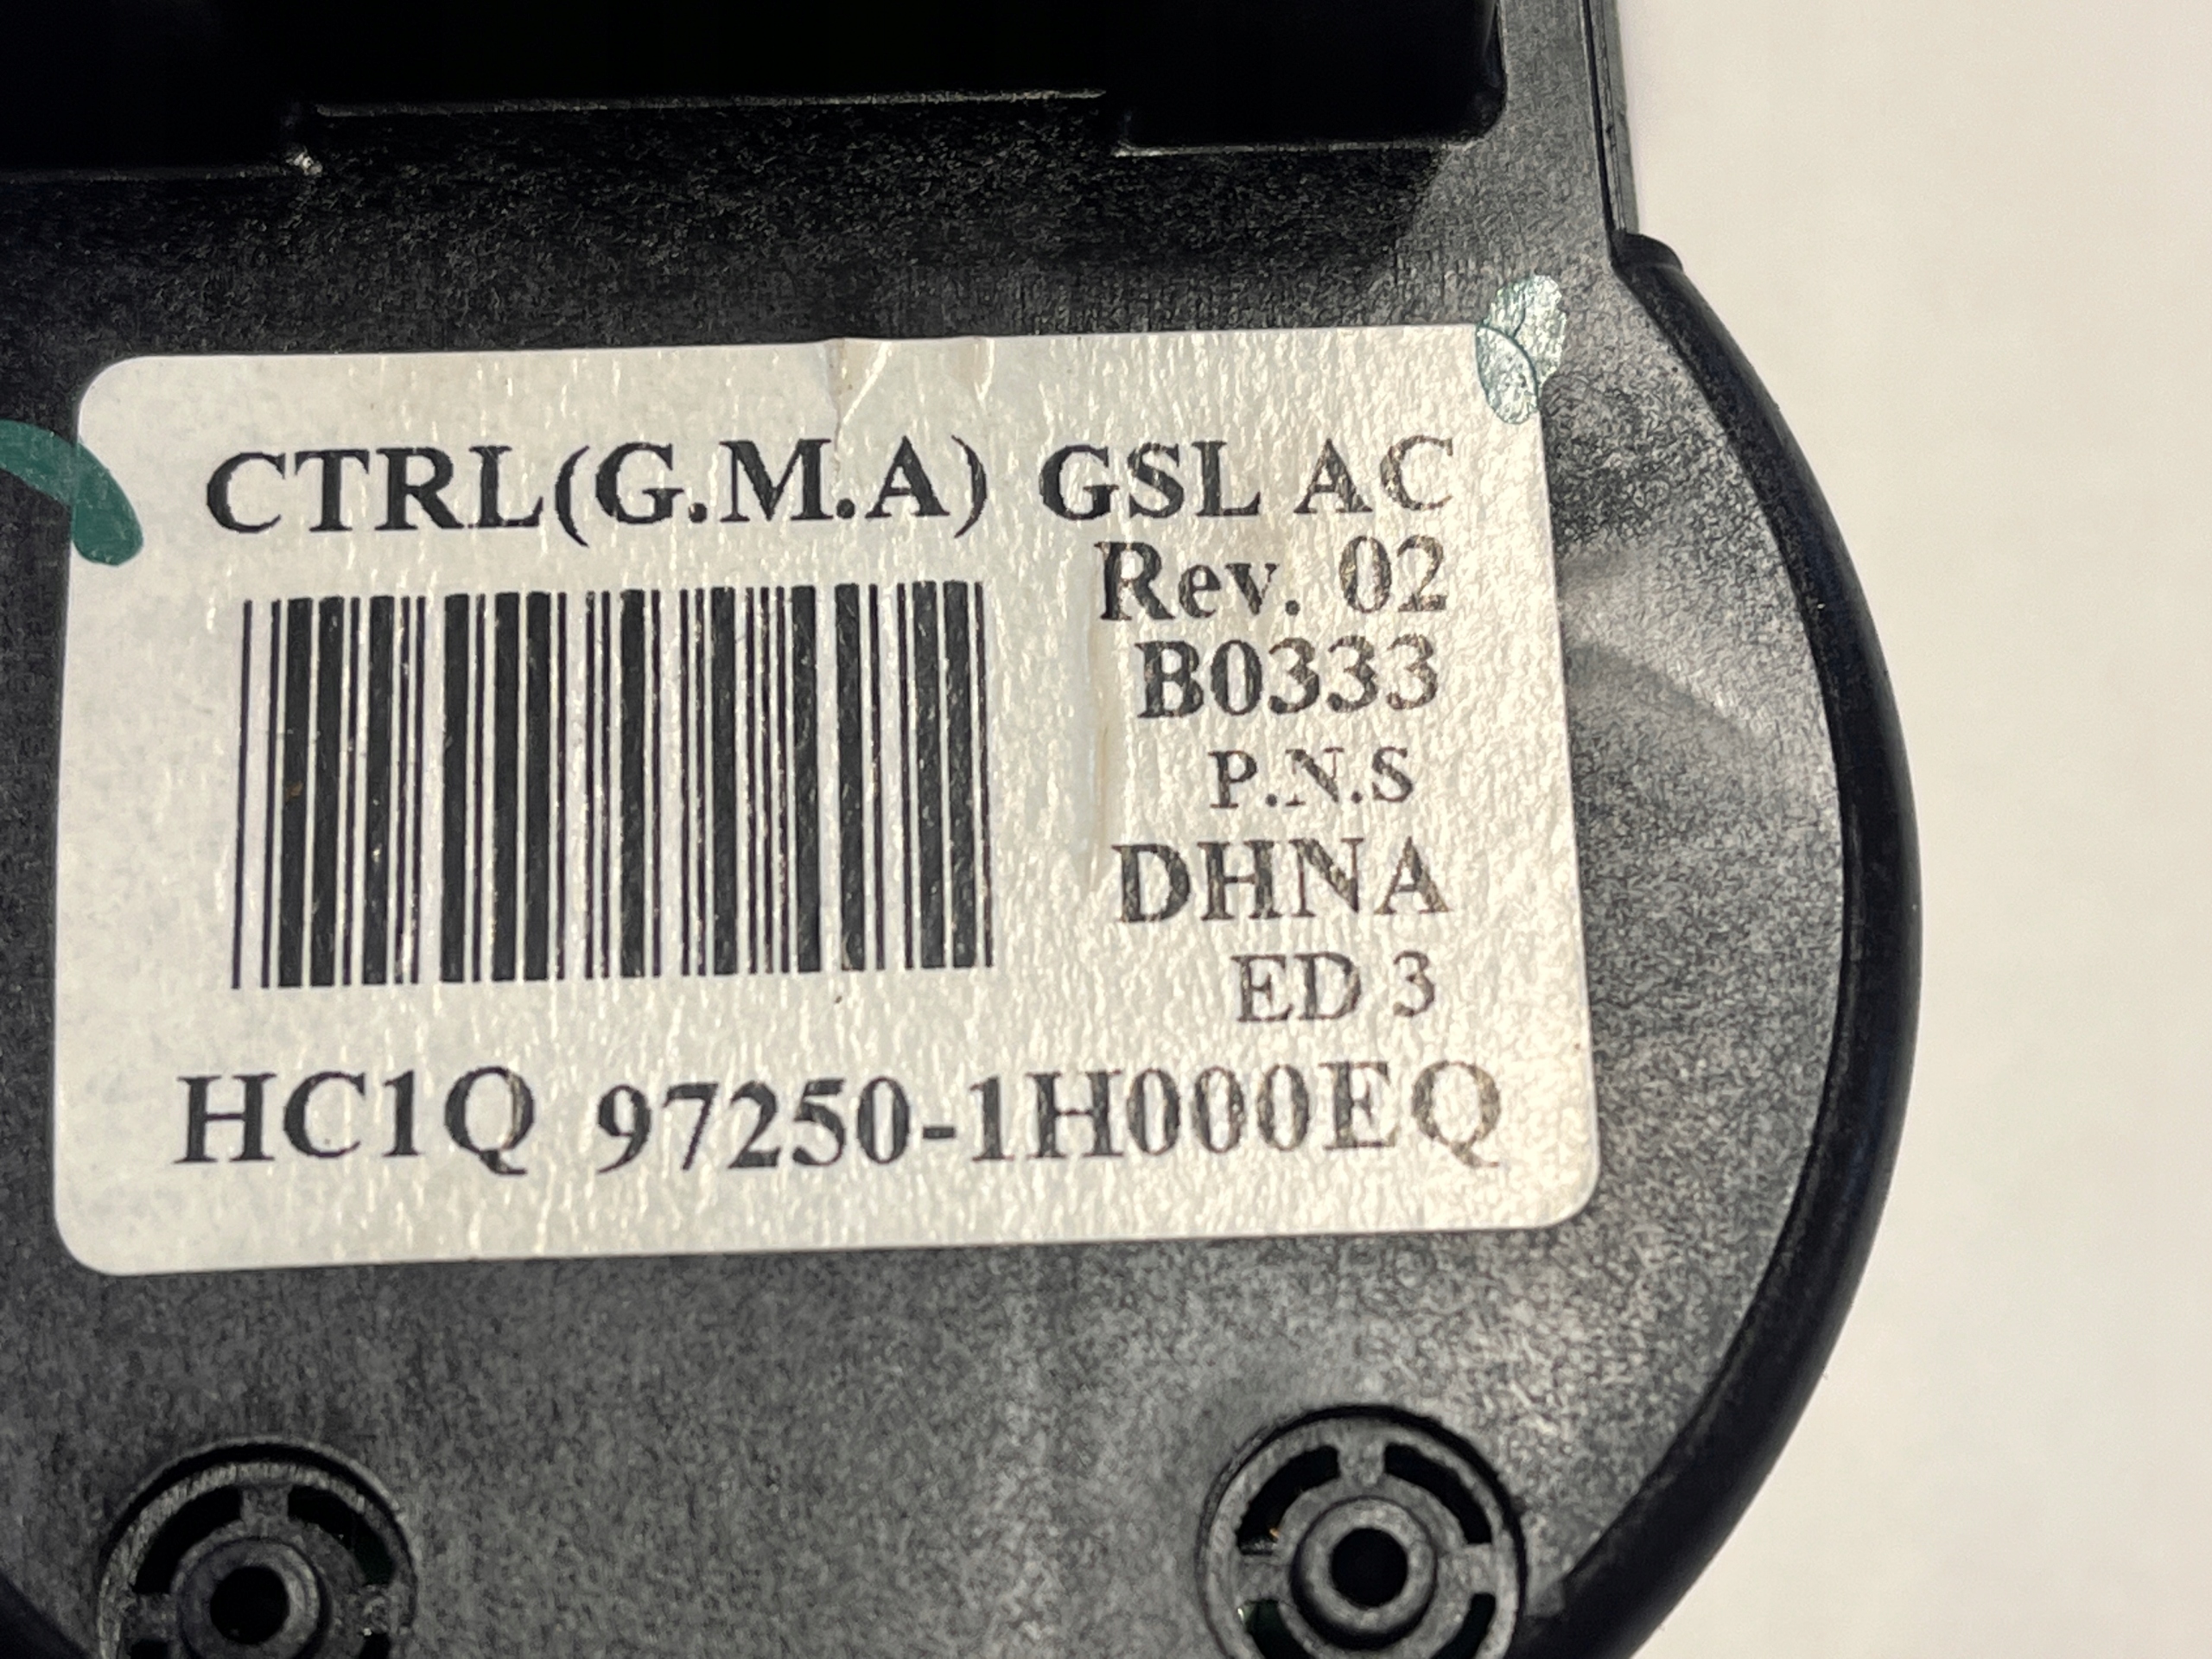 CTRL(G.M.A) GSL AC
Rev. 02
B0333
P.N.S
DHNA
ED 3
HC1Q 97250-1H000EQ